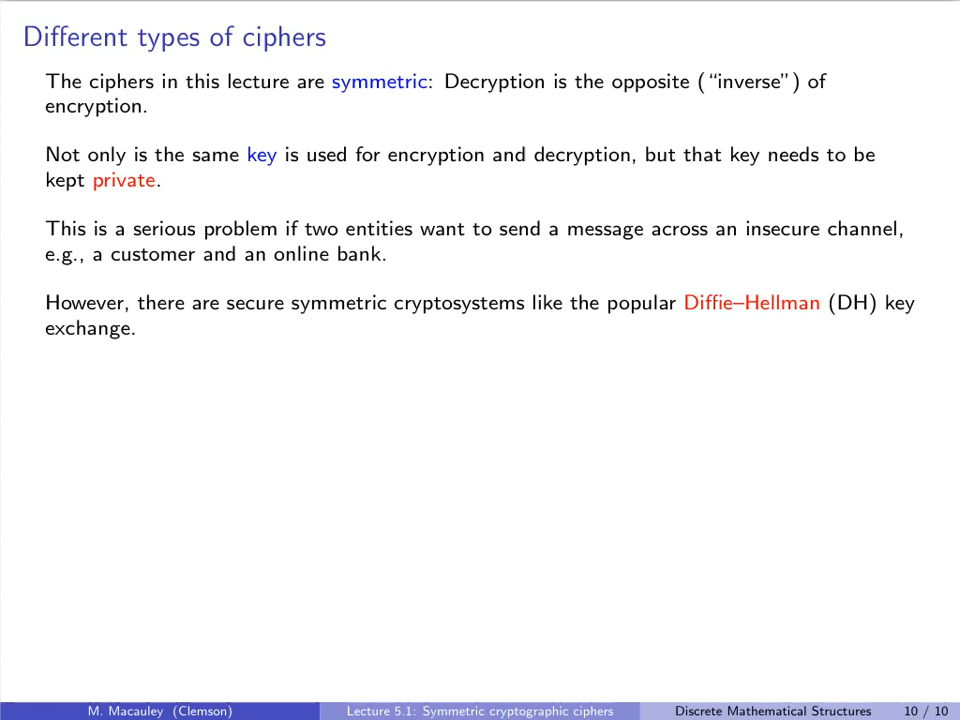 Different types of ciphers
The ciphers in this lecture are symmetric: Decryption is the opposite (“inverse”) of
encryption.
Not only is the same key is used for encryption and decryption, but that key needs to be
kept private.
This is a serious problem if two entities want to send a message across an insecure channel,
e.g., a customer and an online bank.
However, there are secure symmetric cryptosystems like the popular Diffie–Hellman (DH) key
exchange.
M. Macauley (Clemson) Lecture 5.1: Symmetric cryptographic ciphers Discrete Mathematical Structures 10 / 10